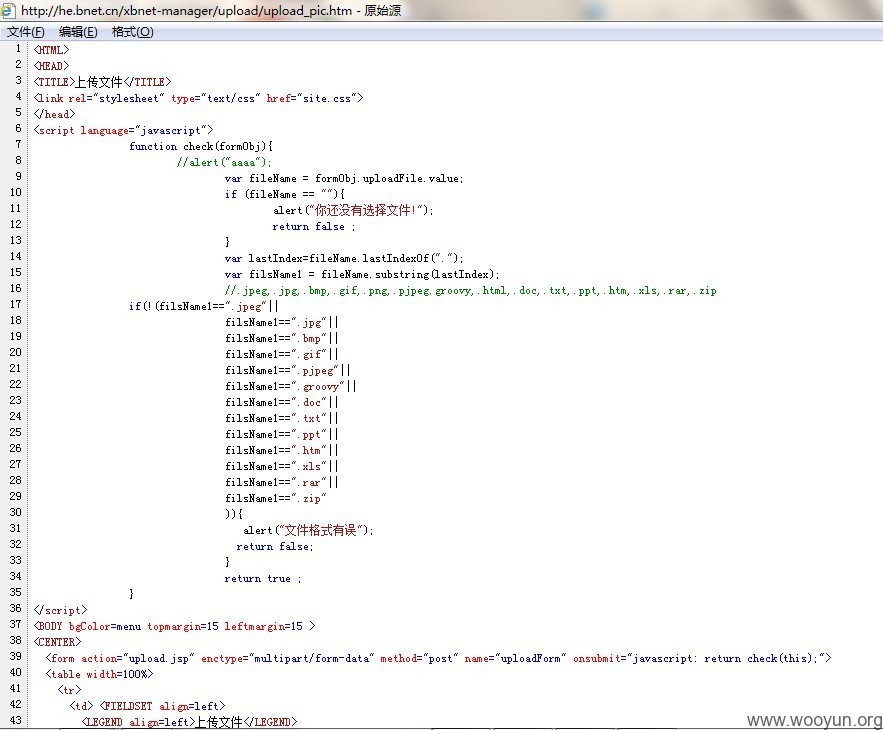 http://he.bnet.cn/xbnet-manager/upload/upload_pic.htm - 原始源
文件(F) 编辑(E) 格式(O)
1 <HTML>
2 <HEAD>
3 <TITLE>上传文件</TITLE>
4 <link rel="stylesheet" type="text/css" href="site.css">
5 </head>
6 <script language="javascript">
7 function check(formObj){
8 //alert("aaaa");
9 var fileName = formObj.uploadFile.value;
10 if (fileName == ""){
11 alert("你还没有选择文件!");
12 return false ;
13 }
14 var lastIndex=fileName.lastIndexOf(".");
15 var filsName1 = fileName.substring(lastIndex);
16 //.jpeg,.jpg,.bmp,.gif,.png,.pjpeg.groovy,.html,.doc,.txt,.ppt,.htm,.xls,.rar,.zip
17 if(!(filsName1==".jpeg"||
18 filsName1==".jpg"||
19 filsName1==".bmp"||
20 filsName1==".gif"||
21 filsName1==".pjpeg"||
22 filsName1==".groovy"||
23 filsName1==".doc"||
24 filsName1==".txt"||
25 filsName1==".ppt"||
26 filsName1==".htm"||
27 filsName1==".xls"||
28 filsName1==".rar"||
29 filsName1==".zip"
30 )){
31 alert("文件格式有误");
32 return false;
33 }
34 return true ;
35 }
36 </script>
37 <BODY bgColor=menu topmargin=15 leftmargin=15 >
38 <CENTER>
39 <form action="upload.jsp" enctype="multipart/form-data" method="post" name="uploadForm" onsubmit="javascript: return check(this);">
40 <table width=100%>
41 <tr>
42 <td> <FIELDSET align=left>
43 <LEGEND align=left>上传文件</LEGEND>
www.wooyun.org